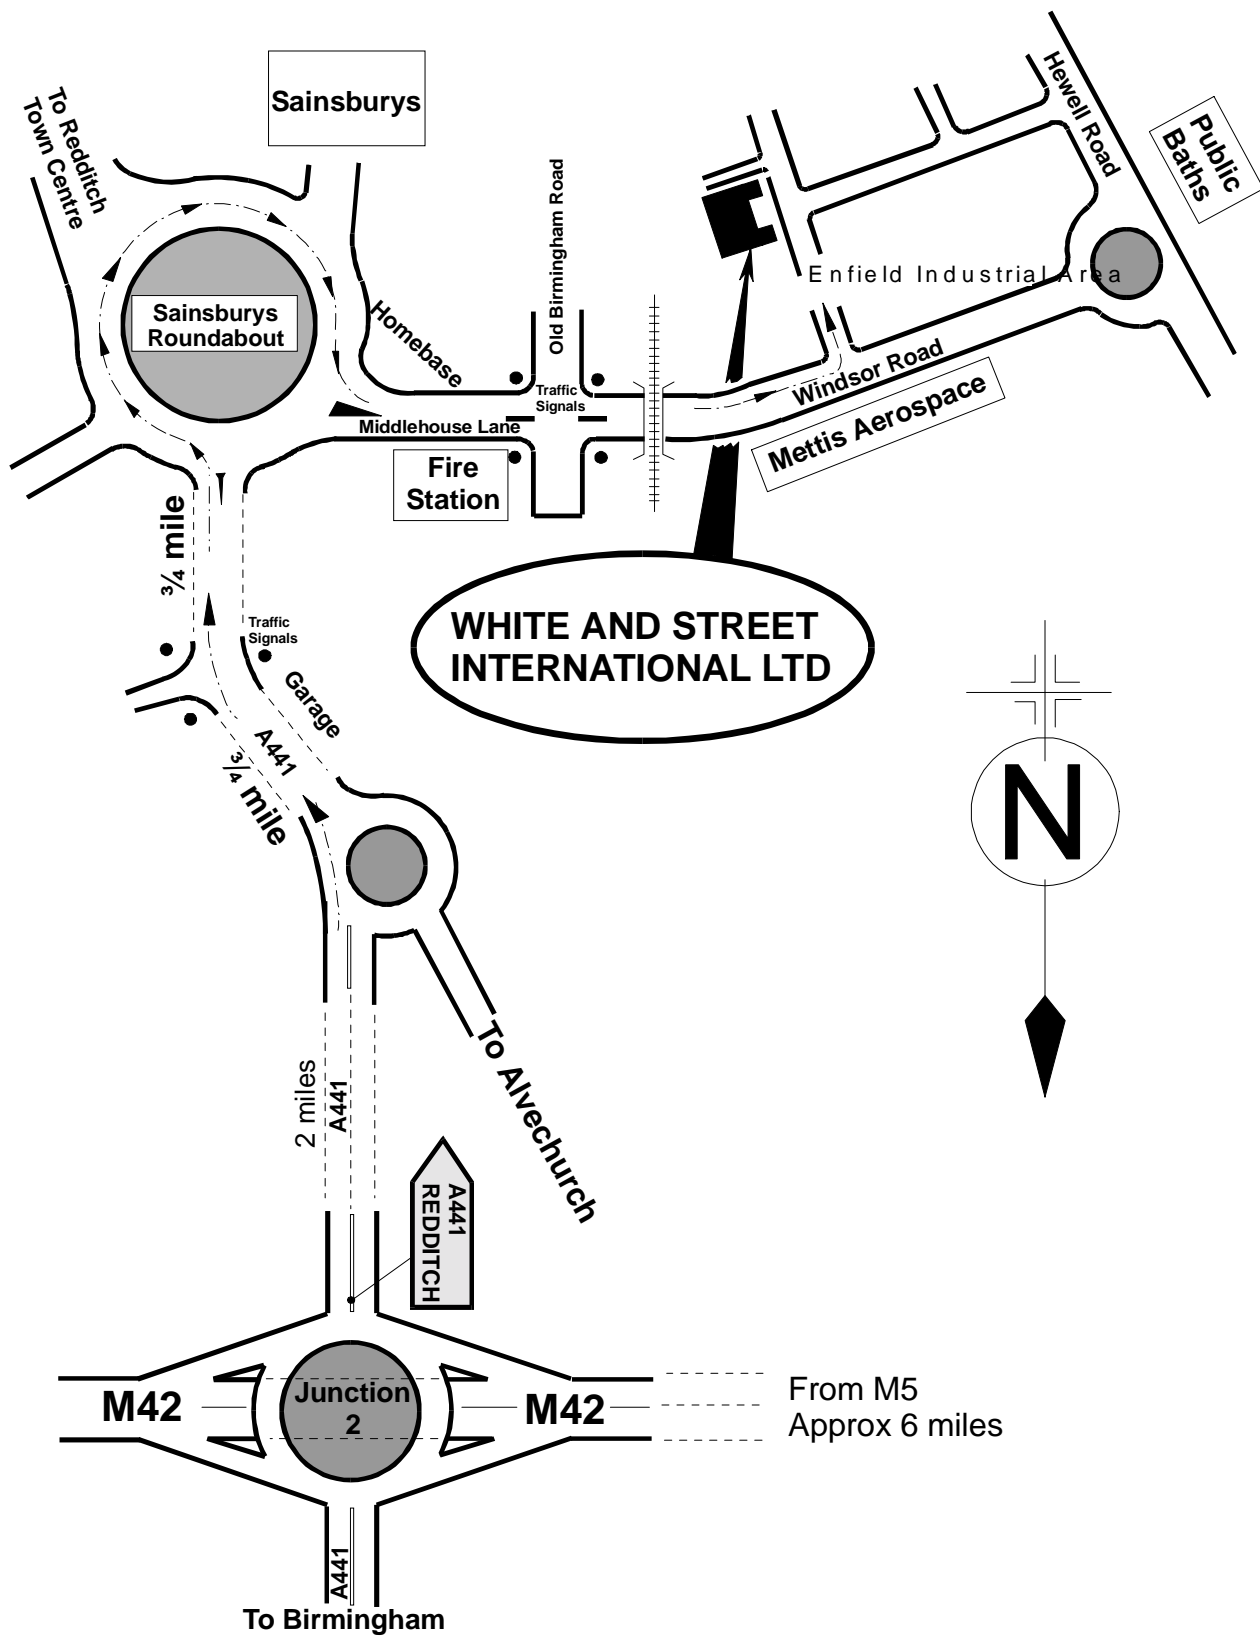 Sainsburys
To Redditch
Town Centre
Hewell Road
Public
Baths
Old Birmingham Road
Enfield Industrial Area
Sainsburys
Roundabout
Homebase
Traffic
Signals
Windsor Road
Middlehouse Lane
Mettis Aerospace
Fire
Station
¾ mile
WHITE AND STREET
INTERNATIONAL LTD
Traffic
Signals
Garage
A441
¾ mile
N
To Alvechurch
2 miles
A441
A441
REDDITCH
M42
Junction
2
M42
From M5
Approx 6 miles
A441
To Birmingham